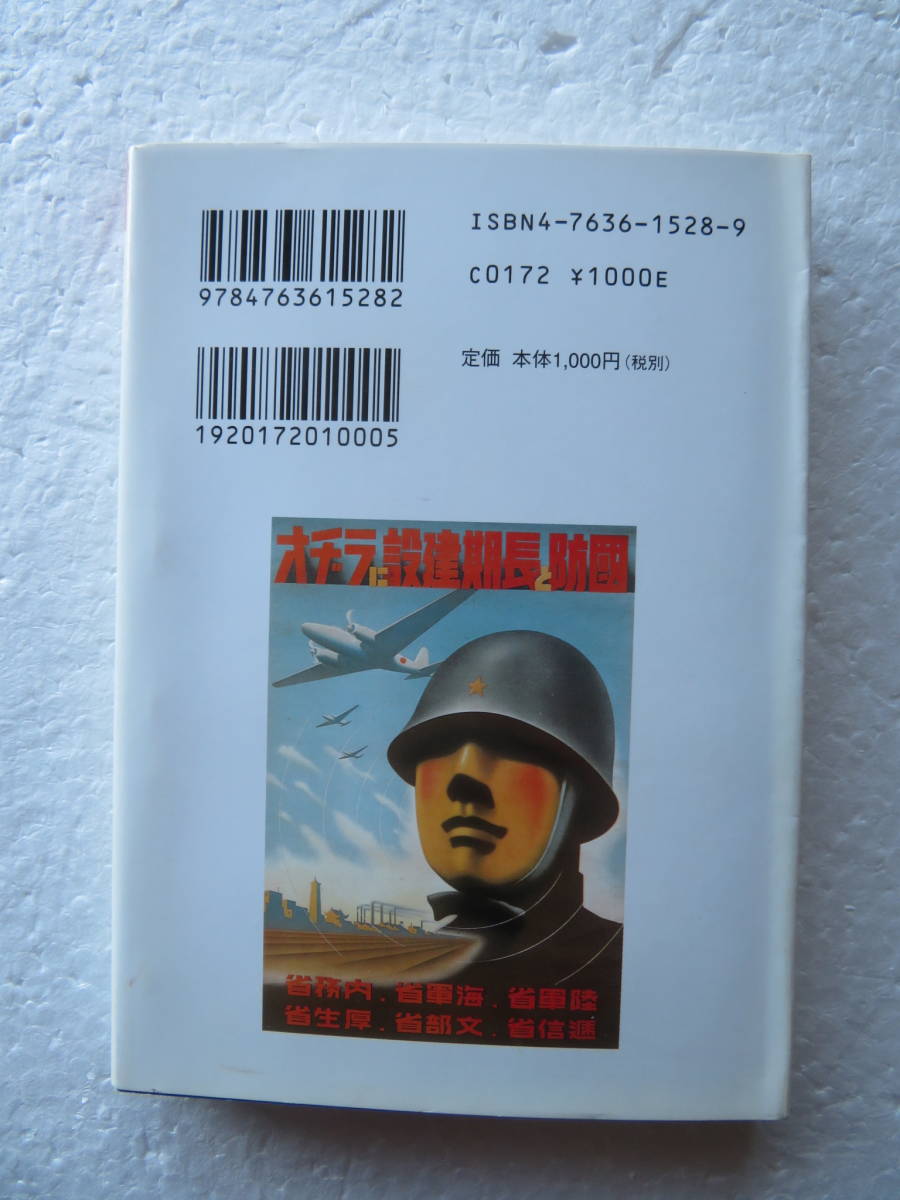 ISBN4-7636-1528-9
9784763615282
C0172 ¥1000E
定価 本体1,000円(税別)
1920172010005
國防と長期建設にラヂオ
陸軍省.海軍省.内務省
遞信省.文部省.厚生省